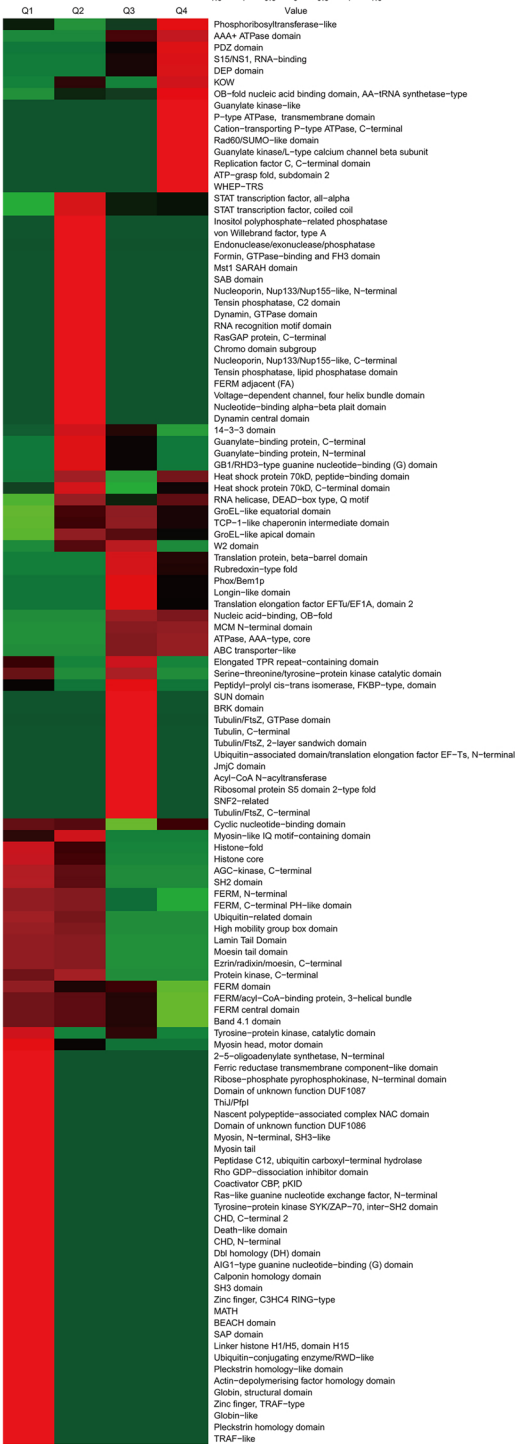 Value
Q1 Q2 Q3 Q4
Phosphoribosyltransferase−like
AAA+ ATPase domain
PDZ domain
S15/NS1, RNA−binding
DEP domain
KOW
OB−fold nucleic acid binding domain, AA−tRNA synthetase−type
Guanylate kinase−like
P−type ATPase, transmembrane domain
Cation−transporting P−type ATPase, C−terminal
Rad60/SUMO−like domain
Guanylate kinase/L−type calcium channel beta subunit
Replication factor C, C−terminal domain
ATP−grasp fold, subdomain 2
WHEP−TRS
STAT transcription factor, all−alpha
STAT transcription factor, coiled coil
Inositol polyphosphate−related phosphatase
von Willebrand factor, type A
Endonuclease/exonuclease/phosphatase
Formin, GTPase−binding and FH3 domain
Mst1 SARAH domain
SAB domain
Nucleoporin, Nup133/Nup155−like, N−terminal
Tensin phosphatase, C2 domain
Dynamin, GTPase domain
RNA recognition motif domain
RasGAP protein, C−terminal
Chromo domain subgroup
Nucleoporin, Nup133/Nup155−like, C−terminal
Tensin phosphatase, lipid phosphatase domain
FERM adjacent (FA)
Voltage−dependent channel, four helix bundle domain
Nucleotide−binding alpha−beta plait domain
Dynamin central domain
14−3−3 domain
Guanylate−binding protein, C−terminal
Guanylate−binding protein, N−terminal
GB1/RHD3−type guanine nucleotide−binding (G) domain
Heat shock protein 70kD, peptide−binding domain
Heat shock protein 70kD, C−terminal domain
RNA helicase, DEAD−box type, Q motif
GroEL−like equatorial domain
TCP−1−like chaperonin intermediate domain
GroEL−like apical domain
W2 domain
Translation protein, beta−barrel domain
Rubredoxin−type fold
Phox/Bem1p
Longin−like domain
Translation elongation factor EFTu/EF1A, domain 2
Nucleic acid−binding, OB−fold
MCM N−terminal domain
ATPase, AAA−type, core
ABC transporter−like
Elongated TPR repeat−containing domain
Serine−threonine/tyrosine−protein kinase catalytic domain
Peptidyl−prolyl cis−trans isomerase, FKBP−type, domain
SUN domain
BRK domain
Tubulin/FtsZ, GTPase domain
Tubulin, C−terminal
Tubulin/FtsZ, 2−layer sandwich domain
Ubiquitin−associated domain/translation elongation factor EF−Ts, N−terminal
JmjC domain
Acyl−CoA N−acyltransferase
Ribosomal protein S5 domain 2−type fold
SNF2−related
Tubulin/FtsZ, C−terminal
Cyclic nucleotide−binding domain
Myosin−like IQ motif−containing domain
Histone−fold
Histone core
AGC−kinase, C−terminal
SH2 domain
FERM, N−terminal
FERM, C−terminal PH−like domain
Ubiquitin−related domain
High mobility group box domain
Lamin Tail Domain
Moesin tail domain
Ezrin/radixin/moesin, C−terminal
Protein kinase, C−terminal
FERM domain
FERM/acyl−CoA−binding protein, 3−helical bundle
FERM central domain
Band 4.1 domain
Tyrosine−protein kinase, catalytic domain
Myosin head, motor domain
2−5−oligoadenylate synthetase, N−terminal
Ferric reductase transmembrane component−like domain
Ribose−phosphate pyrophosphokinase, N−terminal domain
Domain of unknown function DUF1087
ThiJ/PfpI
Nascent polypeptide−associated complex NAC domain
Domain of unknown function DUF1086
Myosin, N−terminal, SH3−like
Myosin tail
Peptidase C12, ubiquitin carboxyl−terminal hydrolase
Rho GDP−dissociation inhibitor domain
Coactivator CBP, pKID
Ras−like guanine nucleotide exchange factor, N−terminal
Tyrosine−protein kinase SYK/ZAP−70, inter−SH2 domain
CHD, C−terminal 2
Death−like domain
CHD, N−terminal
Dbl homology (DH) domain
AIG1−type guanine nucleotide−binding (G) domain
Calponin homology domain
SH3 domain
Zinc finger, C3HC4 RING−type
MATH
BEACH domain
SAP domain
Linker histone H1/H5, domain H15
Ubiquitin−conjugating enzyme/RWD−like
Pleckstrin homology−like domain
Actin−depolymerising factor homology domain
Globin, structural domain
Zinc finger, TRAF−type
Globin−like
Pleckstrin homology domain
TRAF−like